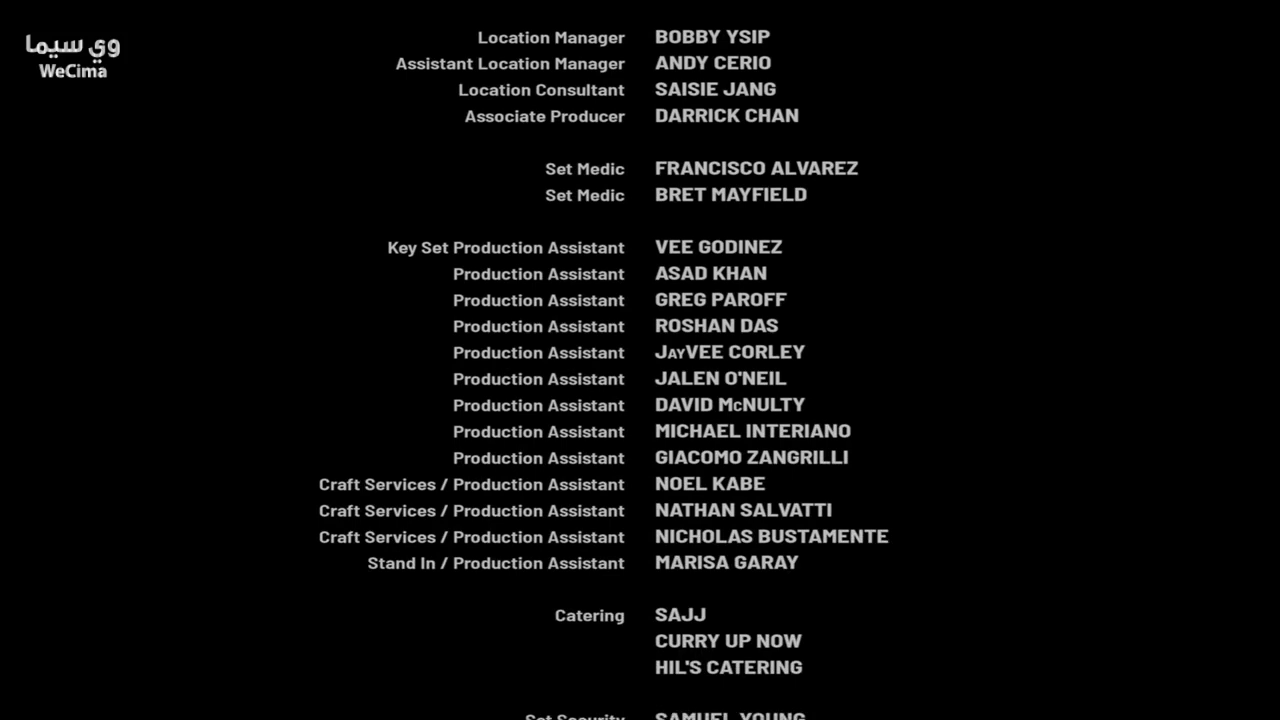 وي سيما
WeCima
Location Manager BOBBY YSIP
Assistant Location Manager ANDY CERIO
Location Consultant SAISIE JANG
Associate Producer DARRICK CHAN
Set Medic FRANCISCO ALVAREZ
Set Medic BRET MAYFIELD
Key Set Production Assistant VEE GODINEZ
Production Assistant ASAD KHAN
Production Assistant GREG PAROFF
Production Assistant ROSHAN DAS
Production Assistant JAYVEE CORLEY
Production Assistant JALEN O'NEIL
Production Assistant DAVID McNULTY
Production Assistant MICHAEL INTERIANO
Production Assistant GIACOMO ZANGRILLI
Craft Services / Production Assistant NOEL KABE
Craft Services / Production Assistant NATHAN SALVATTI
Craft Services / Production Assistant NICHOLAS BUSTAMENTE
Stand In / Production Assistant MARISA GARAY
Catering SAJJ
CURRY UP NOW
HIL'S CATERING
Set Security SAMUEL YOUNG